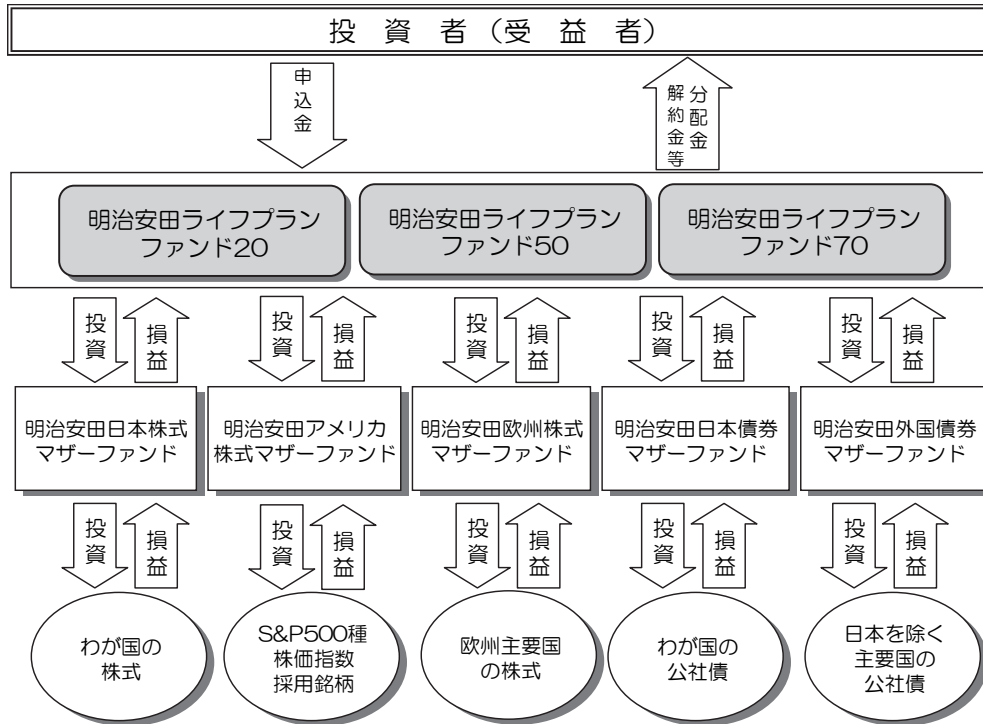 投 資 者（受 益 者）
申込金
分配金
解約金等
明治安田ライフプラン
ファンド20
明治安田ライフプラン
ファンド50
明治安田ライフプラン
ファンド70
投資
損益
投資
損益
投資
損益
投資
損益
投資
損益
明治安田日本株式
マザーファンド
明治安田アメリカ
株式マザーファンド
明治安田欧州株式
マザーファンド
明治安田日本債券
マザーファンド
明治安田外国債券
マザーファンド
投資
損益
投資
損益
投資
損益
投資
損益
投資
損益
わが国の
株式
S&P500種
株価指数
採用銘柄
欧州主要国
の株式
わが国の
公社債
日本を除く
主要国の
公社債